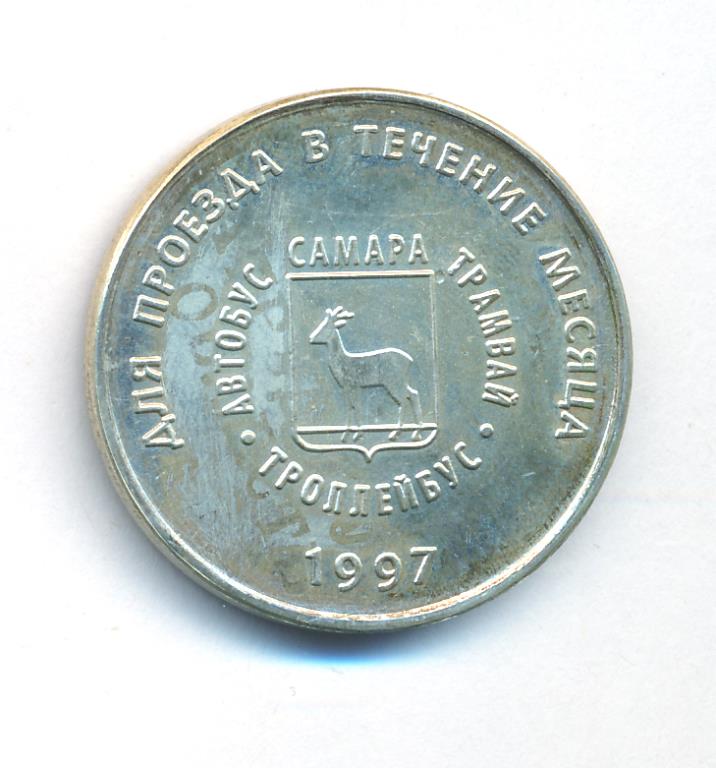 ДЛЯ ПРОЕЗДА В ТЕЧЕНИЕ МЕСЯЦА
САМАРА
АВТОБУС
ТРАМВАЙ
· ТРОЛЛЕЙБУС ·
1997